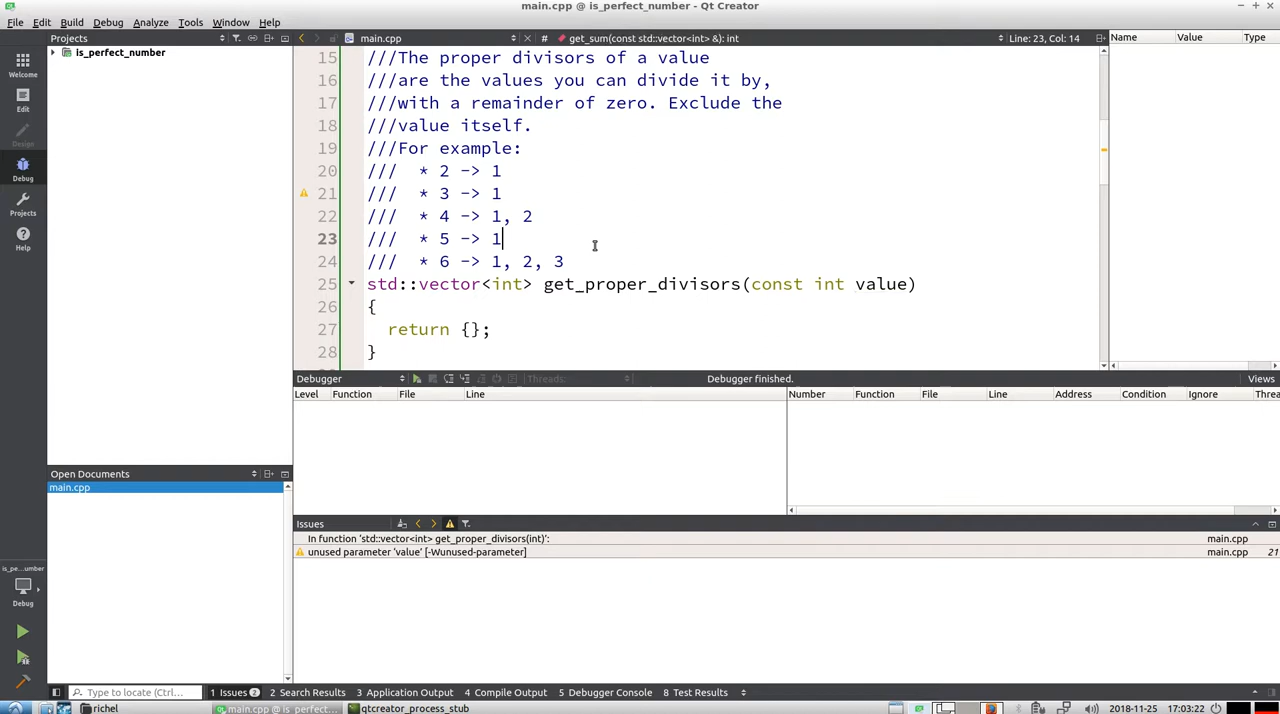 main.cpp @ is_perfect_number - Qt Creator
File Edit Build Debug Analyze Tools Window Help
Projects
main.cpp
#
get_sum(const std::vector<int> &): int
Line: 23, Col: 14
Name Value Type
Welcome
Edit
Design
Debug
Projects
Help
is_perfect_number
15 ///The proper divisors of a value
16 ///are the values you can divide it by,
17 ///with a remainder of zero. Exclude the
18 ///value itself.
19 ///For example:
20 /// * 2 -> 1
21 /// * 3 -> 1
22 /// * 4 -> 1, 2
23 /// * 5 -> 1
24 /// * 6 -> 1, 2, 3
25 std::vector<int> get_proper_divisors(const int value)
26 {
27 return {};
28 }
Debugger
Threads:
Debugger finished.
Views
Level Function File Line
Number Function File Line Address Condition Ignore Threa
Open Documents
main.cpp
Issues
In function 'std::vector<int> get_proper_divisors(int)': main.cpp
unused parameter 'value' [-Wunused-parameter] main.cpp 21
is_pe...umber
Debug
Type to locate (Ctrl...
1 Issues 2
2 Search Results
3 Application Output
4 Compile Output
5 Debugger Console
8 Test Results
richel
main.cpp @ is_perfect...
qtcreator_process_stub
2018-11-25
17:03:22